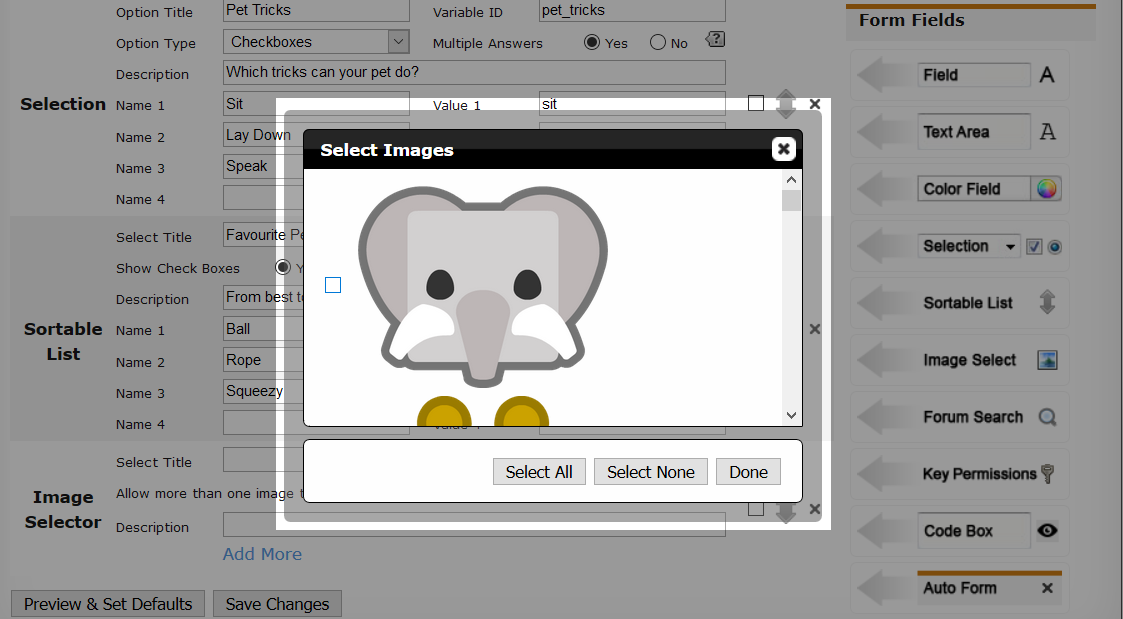 Option Title Pet Tricks Variable ID pet_tricks
Option Type Checkboxes Multiple Answers Yes No ?
Description Which tricks can your pet do?
Selection
Name 1 Sit Value 1 sit
Name 2 Lay Down
Name 3 Speak
Name 4
Select Title Favourite
Show Check Boxes
Description From best
Sortable
List
Name 1 Ball
Name 2 Rope
Name 3 Squeezy
Name 4
Select Title
Image
Selector
Allow more than one image
Description
Add More
Preview & Set Defaults Save Changes
Select Images
Select All Select None Done
Form Fields
Field A
Text Area A
Color Field
Selection
Sortable List
Image Select
Forum Search
Key Permissions
Code Box
Auto Form